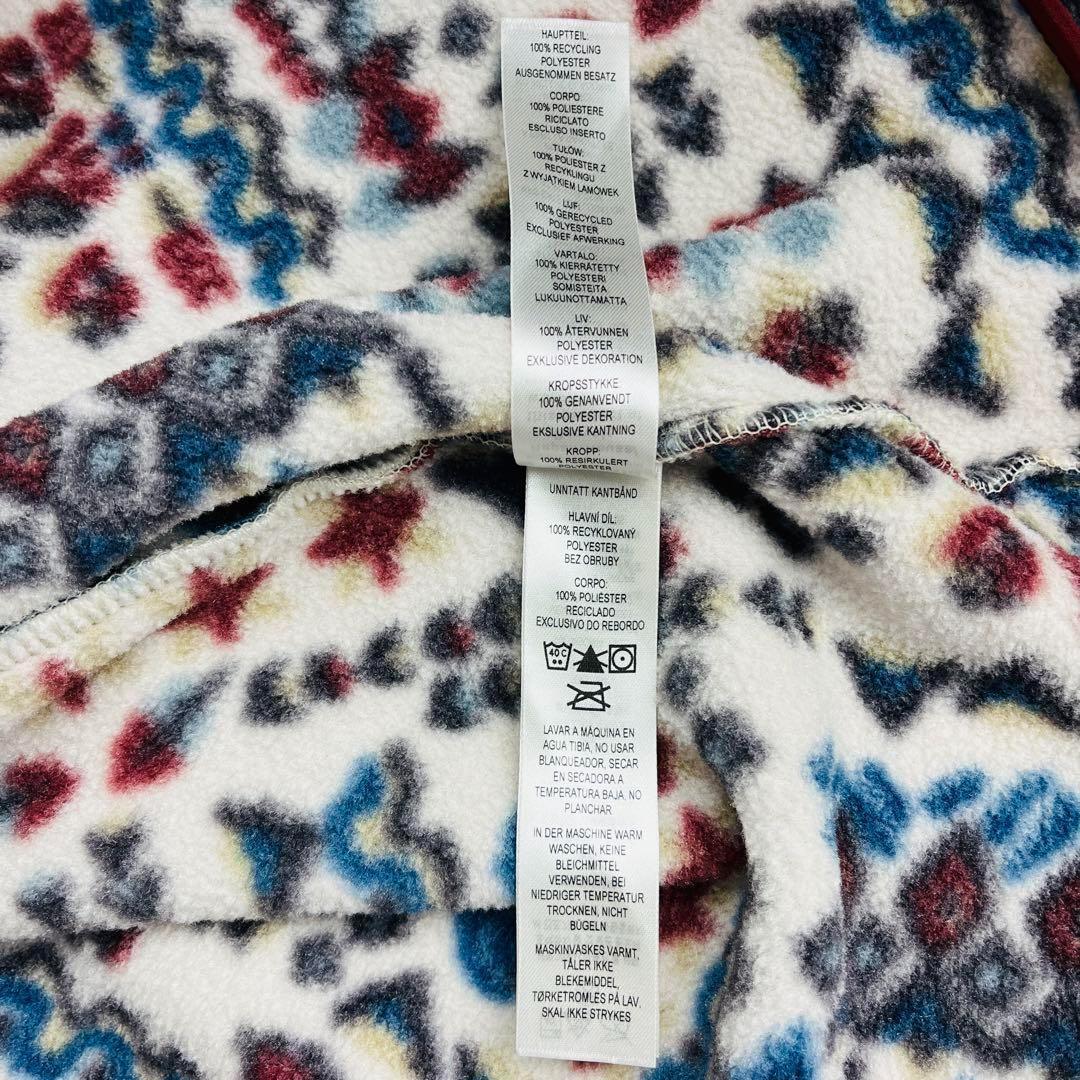 HAUPTTEIL:
100% RECYCLING
POLYESTER
AUSGENOMMEN BESATZ
CORPO:
100% POLIESTERE
RICICLATO
ESCLUSO INSERTO
TUŁÓW:
100% POLIESTER Z
RECYKLINGU
Z WYJĄTKIEM LAMÓWEK
LIJF:
100% GERECYCLED
POLYESTER
EXCLUSIEF AFWERKING
VARTALO:
100% KIERRÄTETTY
POLYESTERI
SOMISTEITA
LUKUUNOTTAMATTA
LIV:
100% ÅTERVUNNEN
POLYESTER
EXKLUSIVE DEKORATION
KROPSSTYKKE
100% GENANVENDT
POLYESTER
EKSLUSIVE KANTNING
KROPP:
100% RESIRKULERT
POLYESTER
UNNTATT KANTBÅND
HLAVNÍ DÍL:
100% RECYKLOVANÝ
POLYESTER
BEZ OBRUBY
CORPO:
100% POLIÉSTER
RECICLADO
EXCLUSIVO DO REBORDO
40 C
LAVAR A MÁQUINA EN
AGUA TIBIA, NO USAR
BLANQUEADOR, SECAR
EN SECADORA A
TEMPERATURA BAJA, NO
PLANCHAR
IN DER MASCHINE WARM
WASCHEN, KEINE
BLEICHMITTEL
VERWENDEN, BEI
NIEDRIGER TEMPERATUR
TROCKNEN, NICHT
BÜGELN
MASKINVASKES VARMT,
TÅLER IKKE
BLEKEMIDDEL,
TØRKETROMLES PÅ LAV,
SKAL IKKE STRYKES